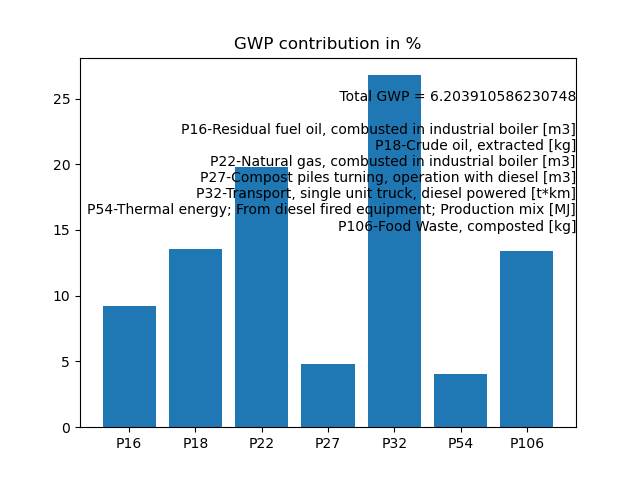 GWP contribution in %
Total GWP = 6.203910586230748
P16-Residual fuel oil, combusted in industrial boiler [m3]
P18-Crude oil, extracted [kg]
P22-Natural gas, combusted in industrial boiler [m3]
P27-Compost piles turning, operation with diesel [m3]
P32-Transport, single unit truck, diesel powered [t*km]
P54-Thermal energy; From diesel fired equipment; Production mix [MJ]
P106-Food Waste, composted [kg]
25
20
15
10
5
0
P16 P18 P22 P27 P32 P54 P106